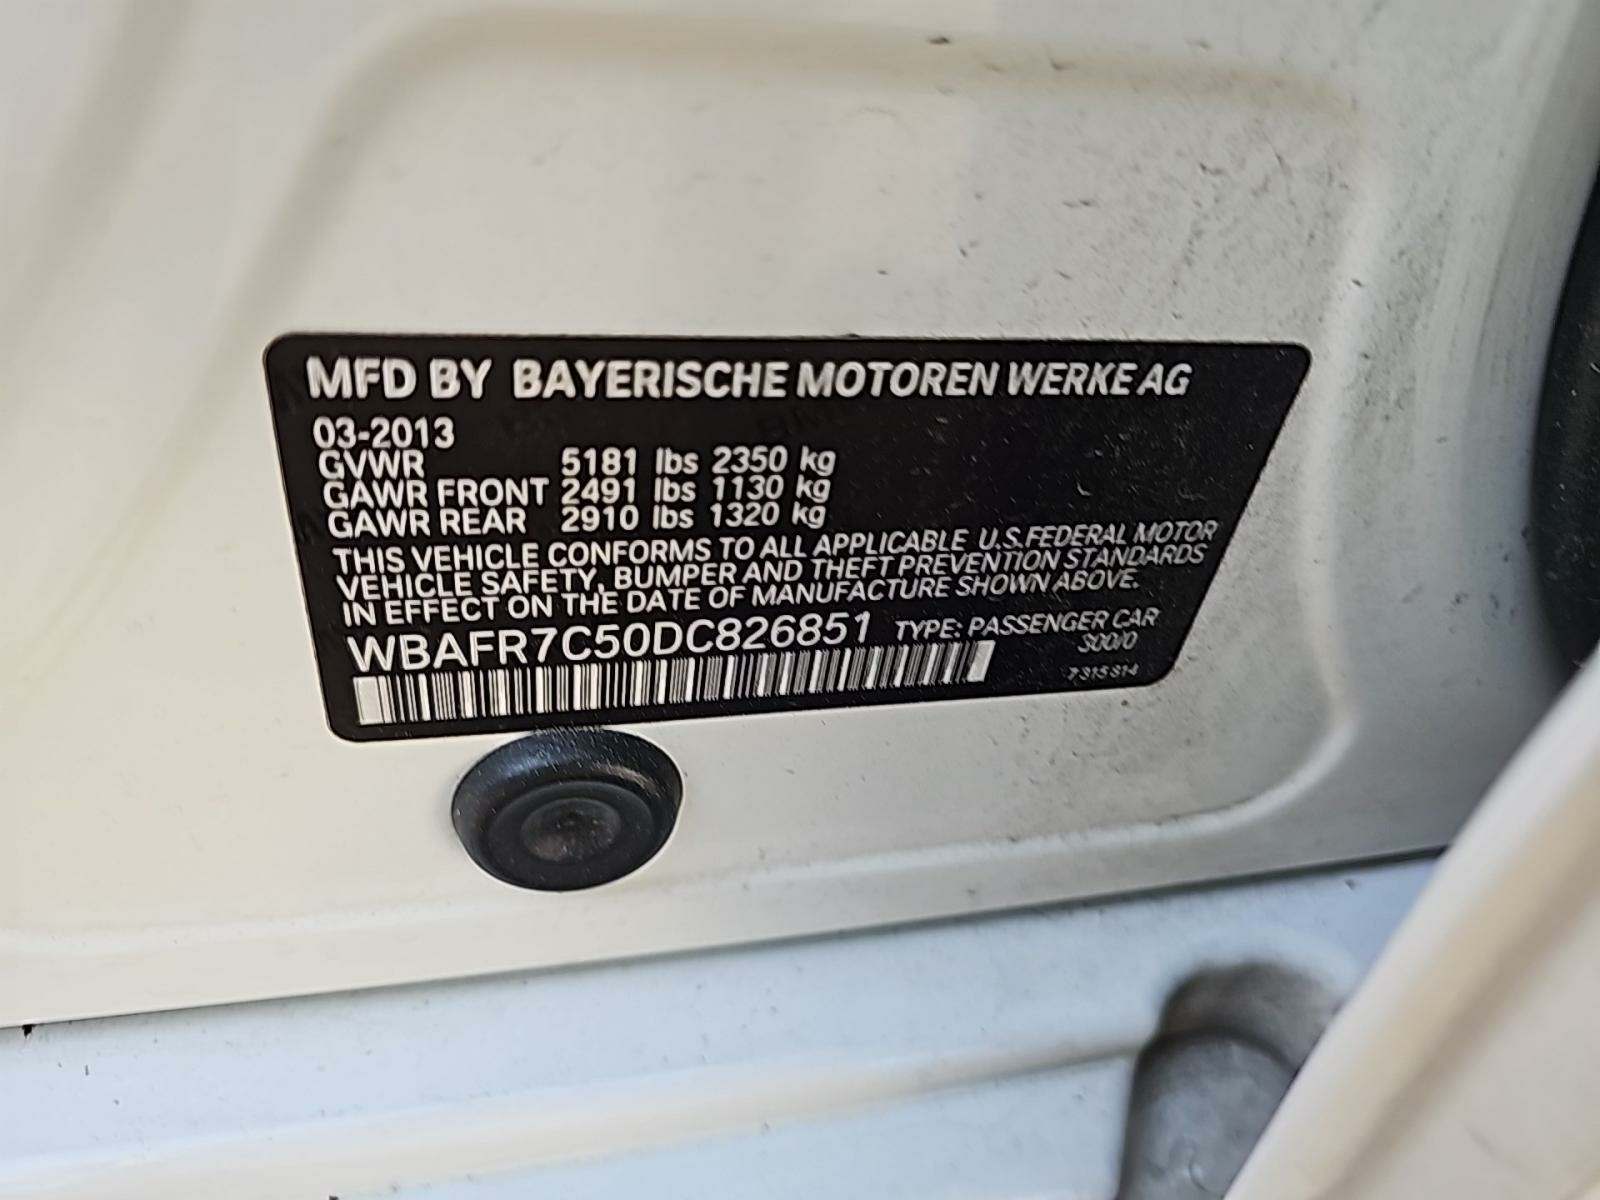 MFD BY BAYERISCHE MOTOREN WERKE AG
03-2013
GVWR 5181 lbs 2350 kg
GAWR FRONT 2491 lbs 1130 kg
GAWR REAR 2910 lbs 1320 kg
THIS VEHICLE CONFORMS TO ALL APPLICABLE U.S. FEDERAL MOTOR
VEHICLE SAFETY, BUMPER AND THEFT PREVENTION STANDARDS
IN EFFECT ON THE DATE OF MANUFACTURE SHOWN ABOVE.
WBAFR7C50DC826851 TYPE: PASSENGER CAR
300/0